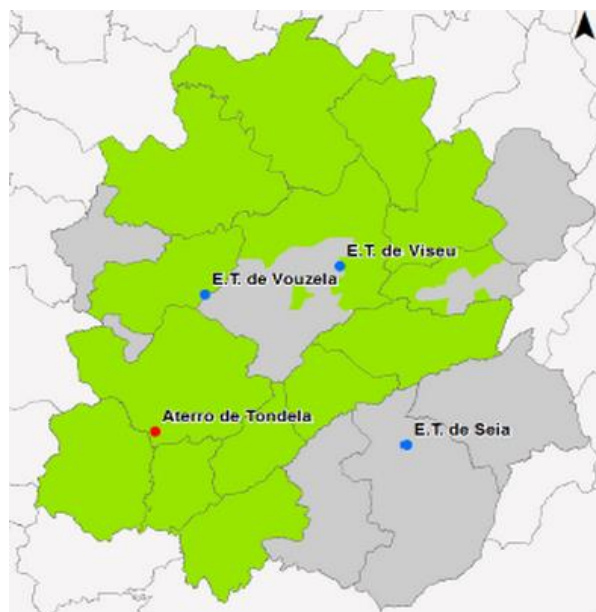 E.T. de Viseu
E.T. de Vouzela
Aterro de Tondela
E.T. de Seia